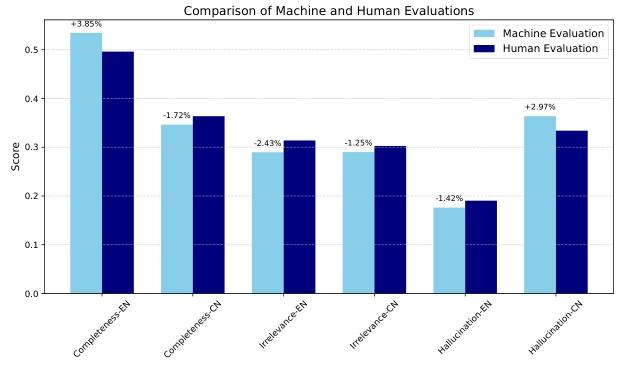 Comparison of Machine and Human Evaluations
+3.85%
-1.72%
-2.43%
-1.25%
-1.42%
+2.97%
Machine Evaluation
Human Evaluation
Score
0.5
0.4
0.3
0.2
0.1
0.0
Completeness-EN
Completeness-CN
Irrelevance-EN
Irrelevance-CN
Hallucination-EN
Hallucination-CN